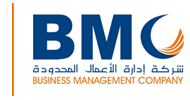 BMC
شركة إدارة الأعمال المحدودة
BUSINESS MANAGEMENT COMPANY